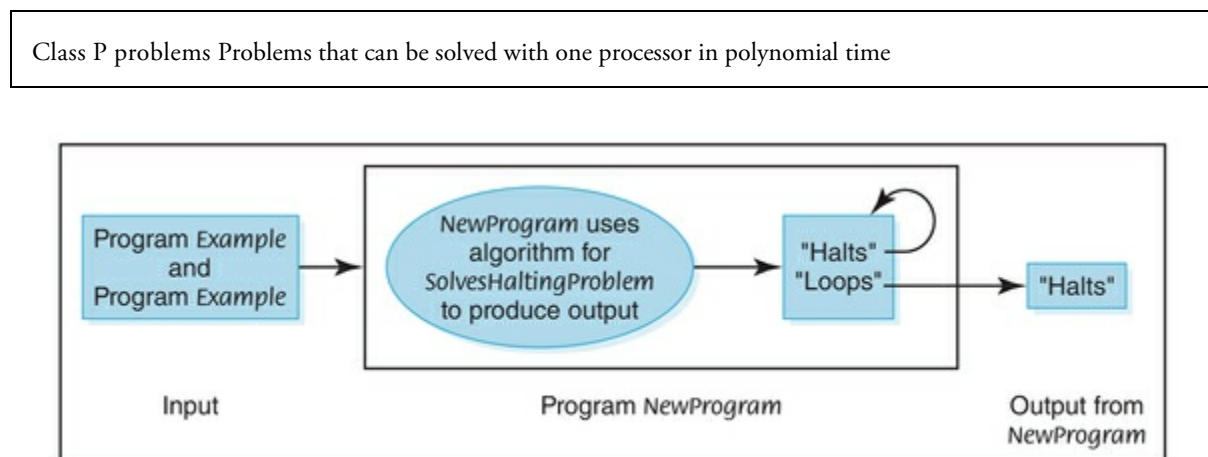 Class P problems Problems that can be solved with one processor in polynomial time
Program Example
and
Program Example
NewProgram uses
algorithm for
SolvesHaltingProblem
to produce output
"Halts"
"Loops"
"Halts"
Input
Program NewProgram
Output from
NewProgram